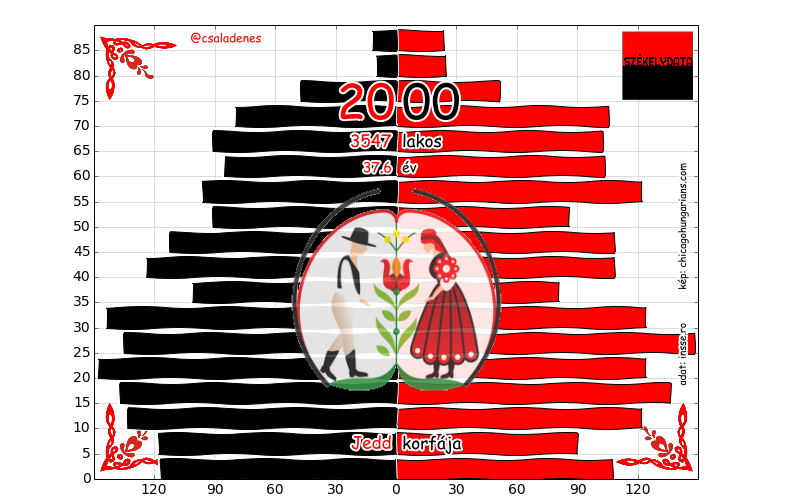 @csaladenes
SZÉKELYDATA
2000
3547 lakos
37.6 év
kép: chicagohungarians.com
adat: insse.ro
Jedd korfája
85
80
75
70
65
60
55
50
45
40
35
30
25
20
15
10
5
0
120 90 60 30 0 30 60 90 120